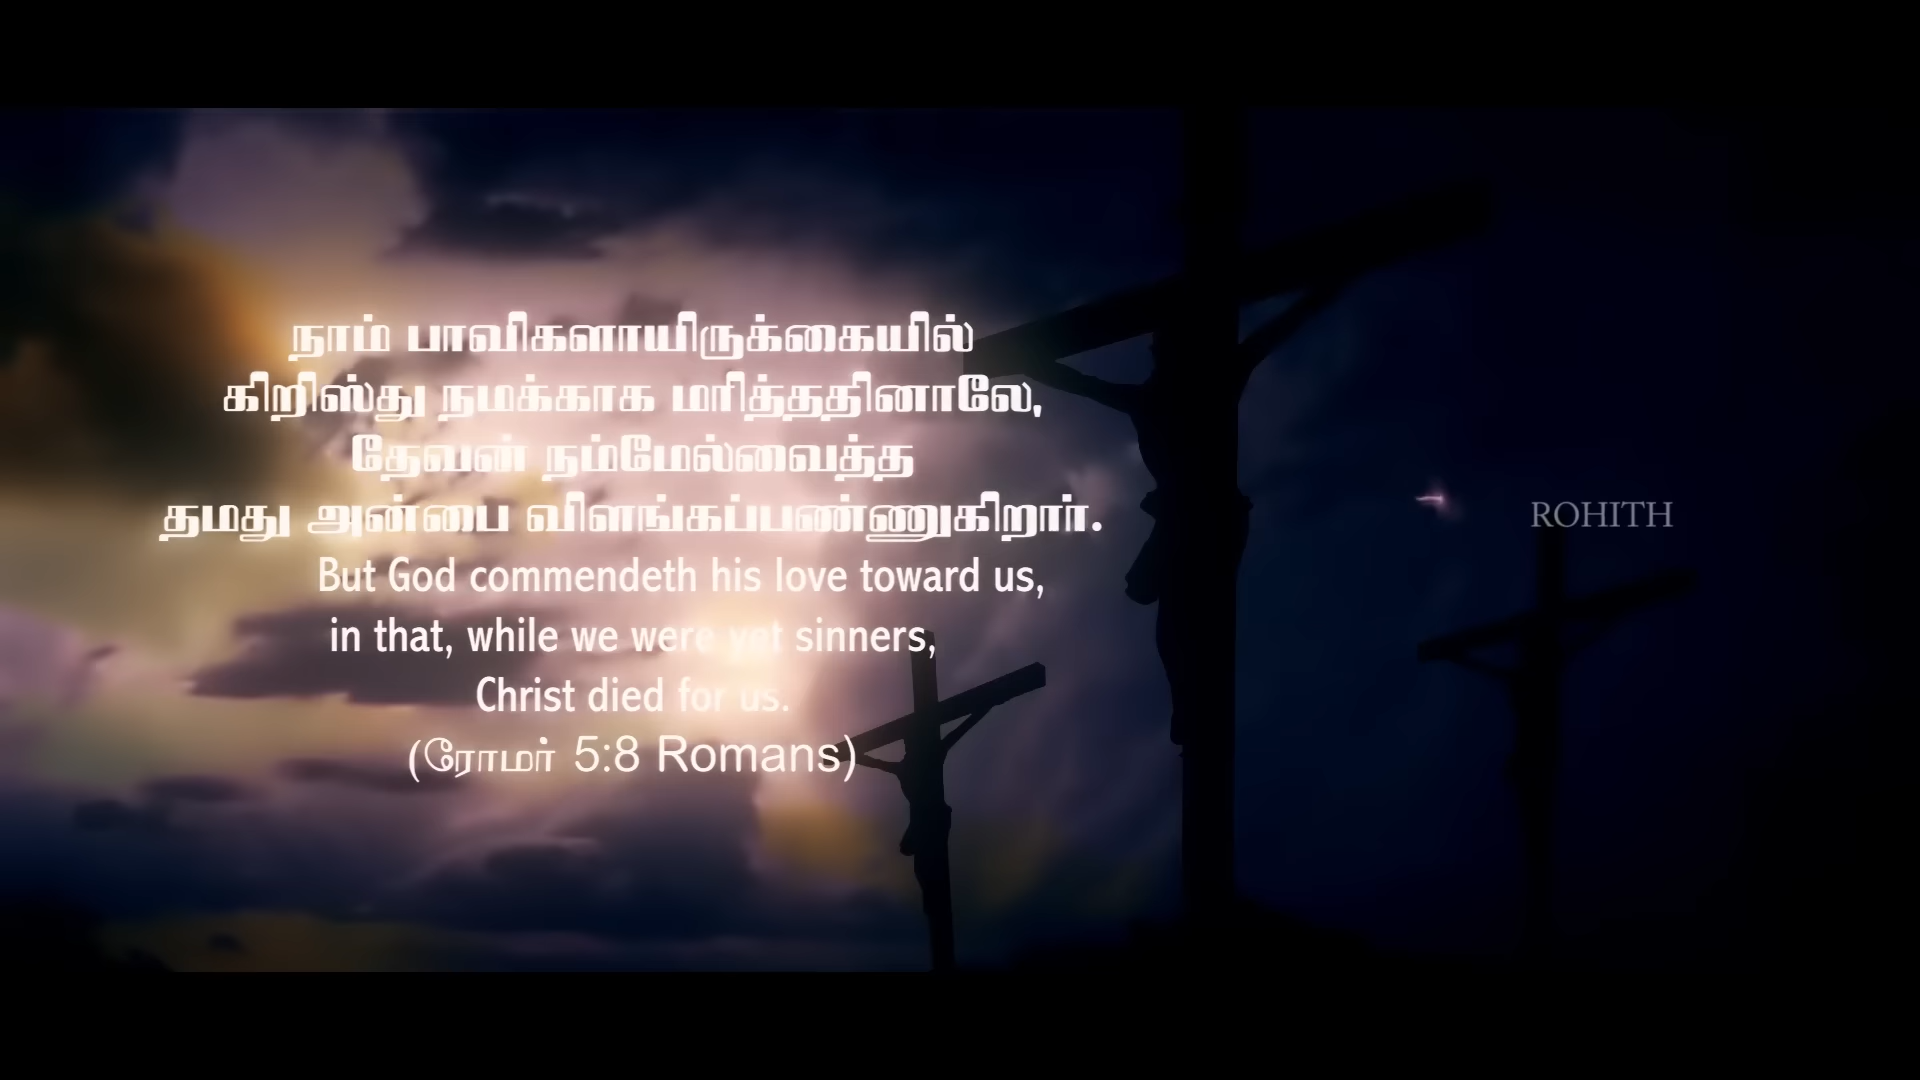 நாம் பாவிகளாயிருக்கையில்
கிறிஸ்து நமக்காக மரித்ததினாலே,
தேவன் நம்மேல்வைத்த
தமது அன்பை விளங்கப்பண்ணுகிறார்.
But God commendeth his love toward us,
in that, while we were yet sinners,
Christ died for us.
(ரோமர் 5:8 Romans)
ROHITH